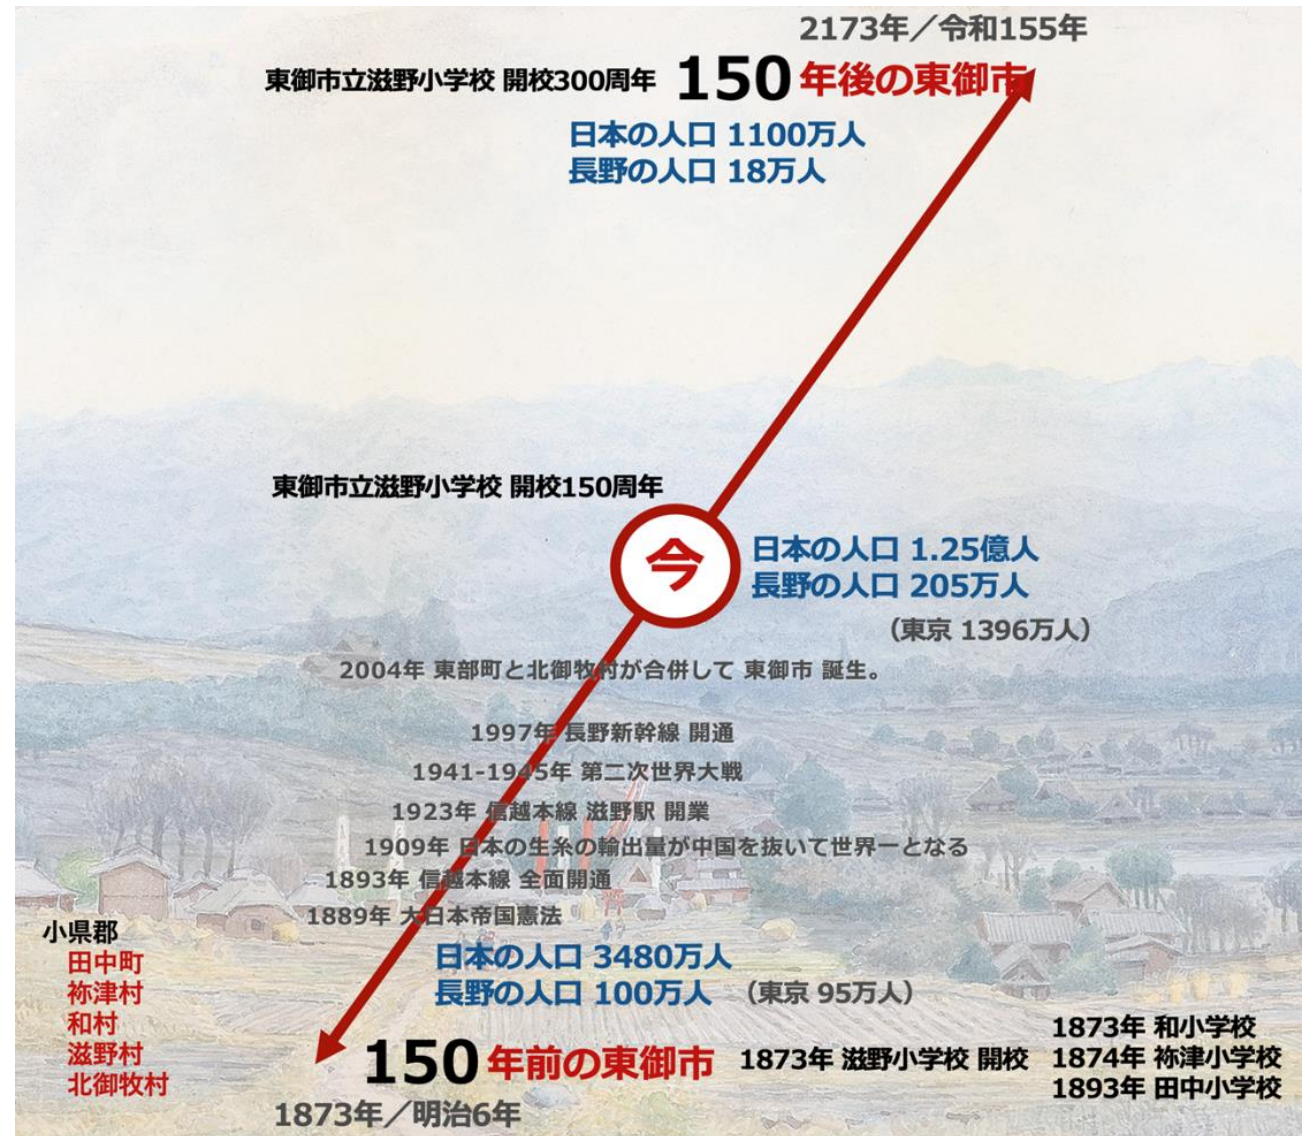 2173年／令和155年
東御市立滋野小学校 開校300周年 150 年後の東御市
日本の人口 1100万人
長野の人口 18万人
東御市立滋野小学校 開校150周年
今
日本の人口 1.25億人
長野の人口 205万人
（東京 1396万人）
2004年 東部町と北御牧村が合併して 東御市 誕生。
1997年 長野新幹線 開通
1941-1945年 第二次世界大戦
1923年 信越本線 滋野駅 開業
1909年 日本の生糸の輸出量が中国を抜いて世界一となる
1893年 信越本線 全面開通
1889年 大日本帝国憲法
小県郡
田中町
祢津村
和村
滋野村
北御牧村
日本の人口 3480万人
長野の人口 100万人 （東京 95万人）
150 年前の東御市
1873年／明治6年
1873年 滋野小学校 開校
1873年 和小学校
1874年 祢津小学校
1893年 田中小学校